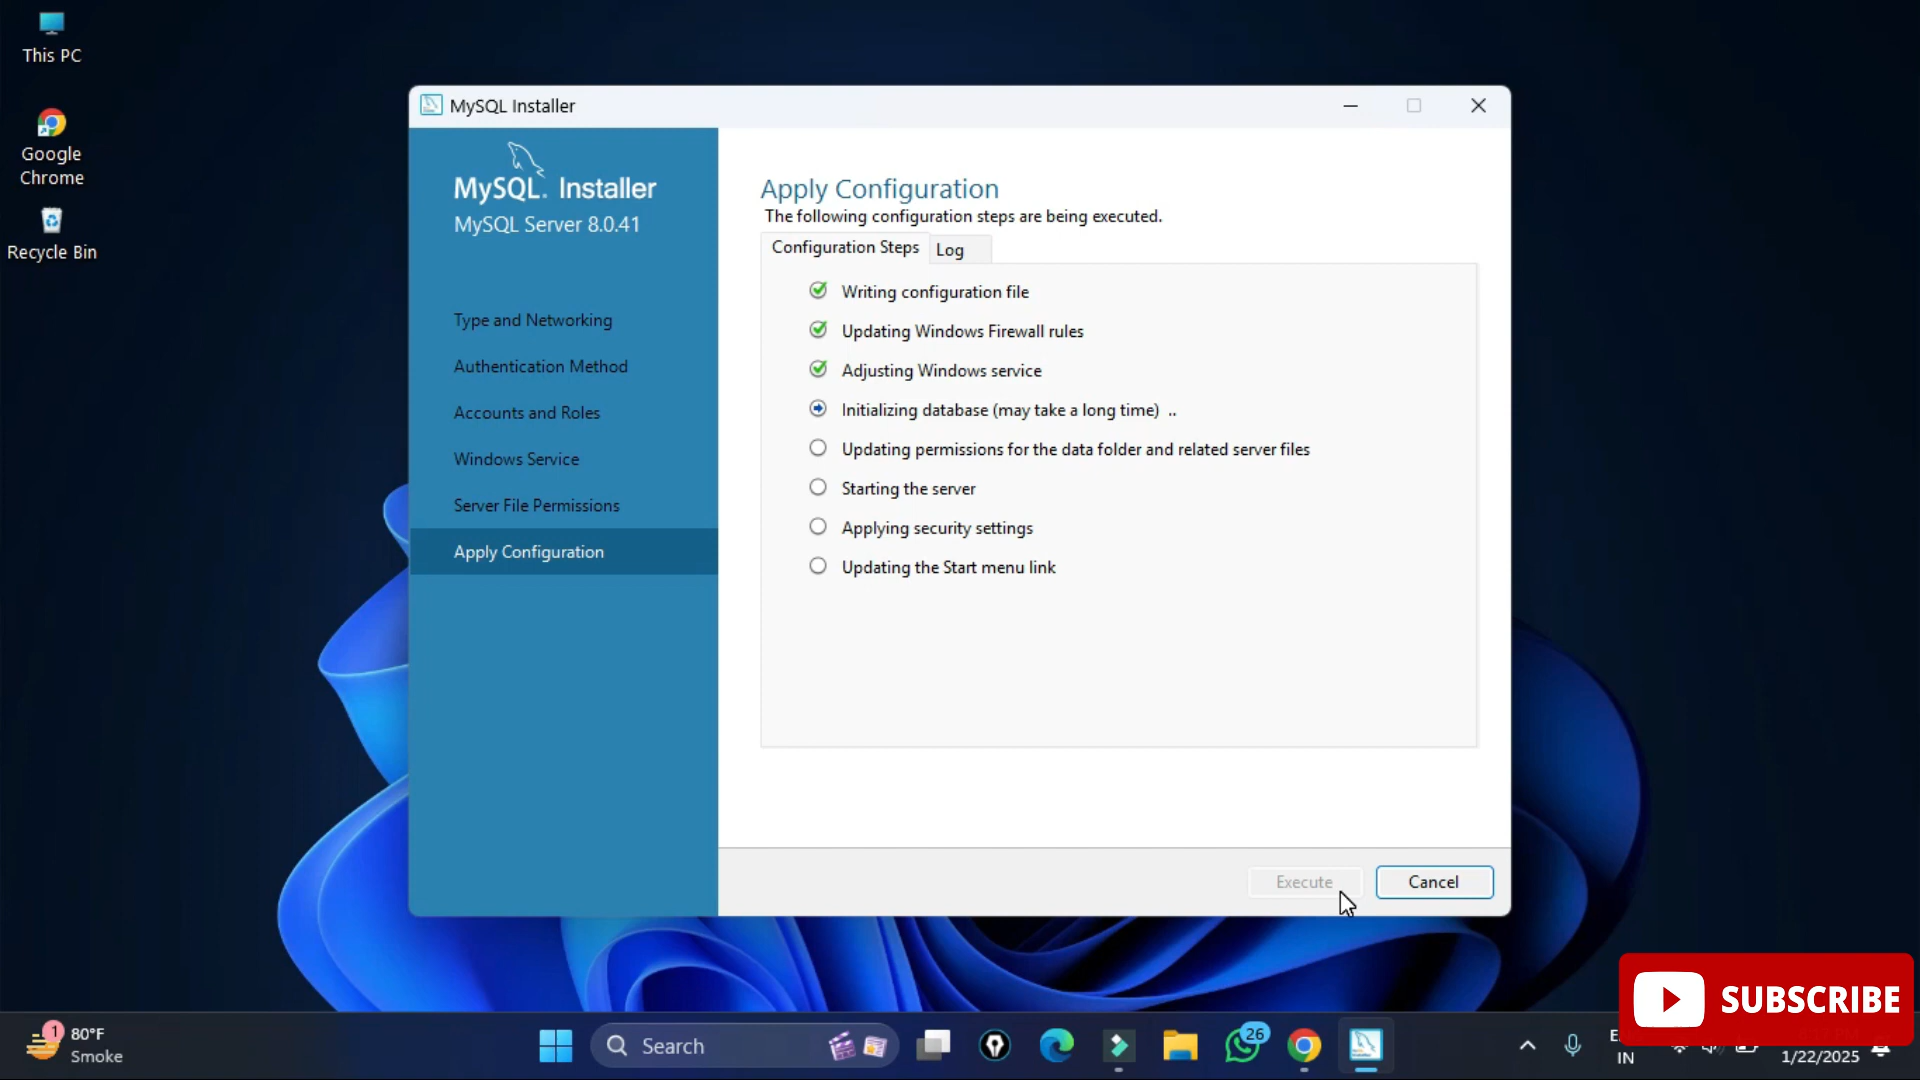 This PC
Google
Chrome
Recycle Bin
MySQL Installer
MySQL. Installer
MySQL Server 8.0.41
Type and Networking
Authentication Method
Accounts and Roles
Windows Service
Server File Permissions
Apply Configuration
Apply Configuration
The following configuration steps are being executed.
Configuration Steps
Log
Writing configuration file
Updating Windows Firewall rules
Adjusting Windows service
Initializing database (may take a long time) ..
Updating permissions for the data folder and related server files
Starting the server
Applying security settings
Updating the Start menu link
Execute
Cancel
SUBSCRIBE
1
80°F
Smoke
Search
26
IN
1/22/2025